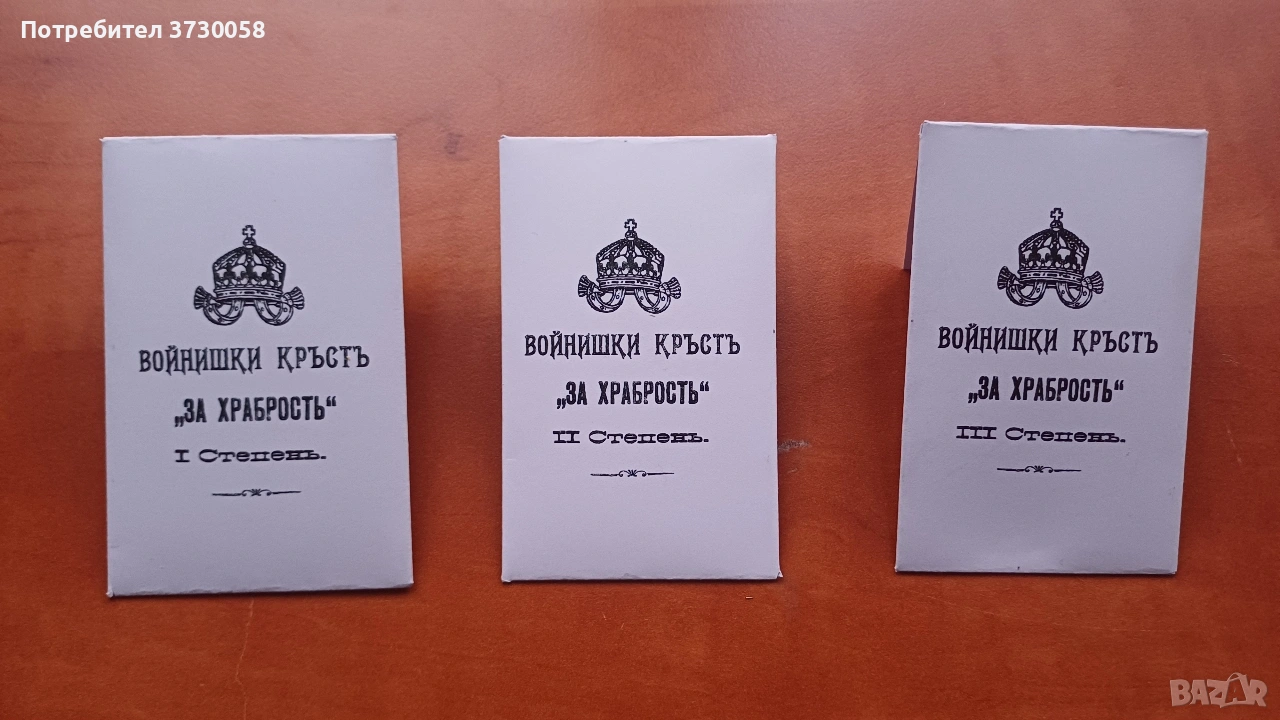 Потребител 3730058
ВОЙНИШКИ КРЪСТЪ
„ЗА ХРАБРОСТЬ“
I Степень.
ВОЙНИШКИ КРЪСТЪ
„ЗА ХРАБРОСТЬ“
II Степень.
ВОЙНИШКИ КРЪСТЪ
„ЗА ХРАБРОСТЬ“
III Степень.
BAZAR